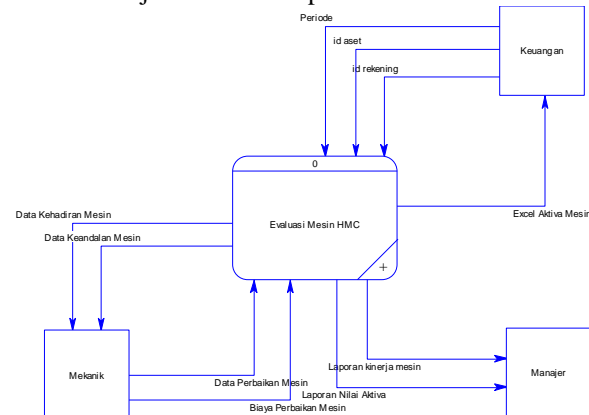 Periode
id aset
id rekening
Keuangan
0
Evaluasi Mesin HMC
+
Excel Aktiva Mesin
Data Kehadiran Mesin
Data Keandalan Mesin
Mekanik
Data Perbaikan Mesin
Biaya Perbaikan Mesin
Laporan kinerja mesin
Laporan Nilai Aktiva
Manajer